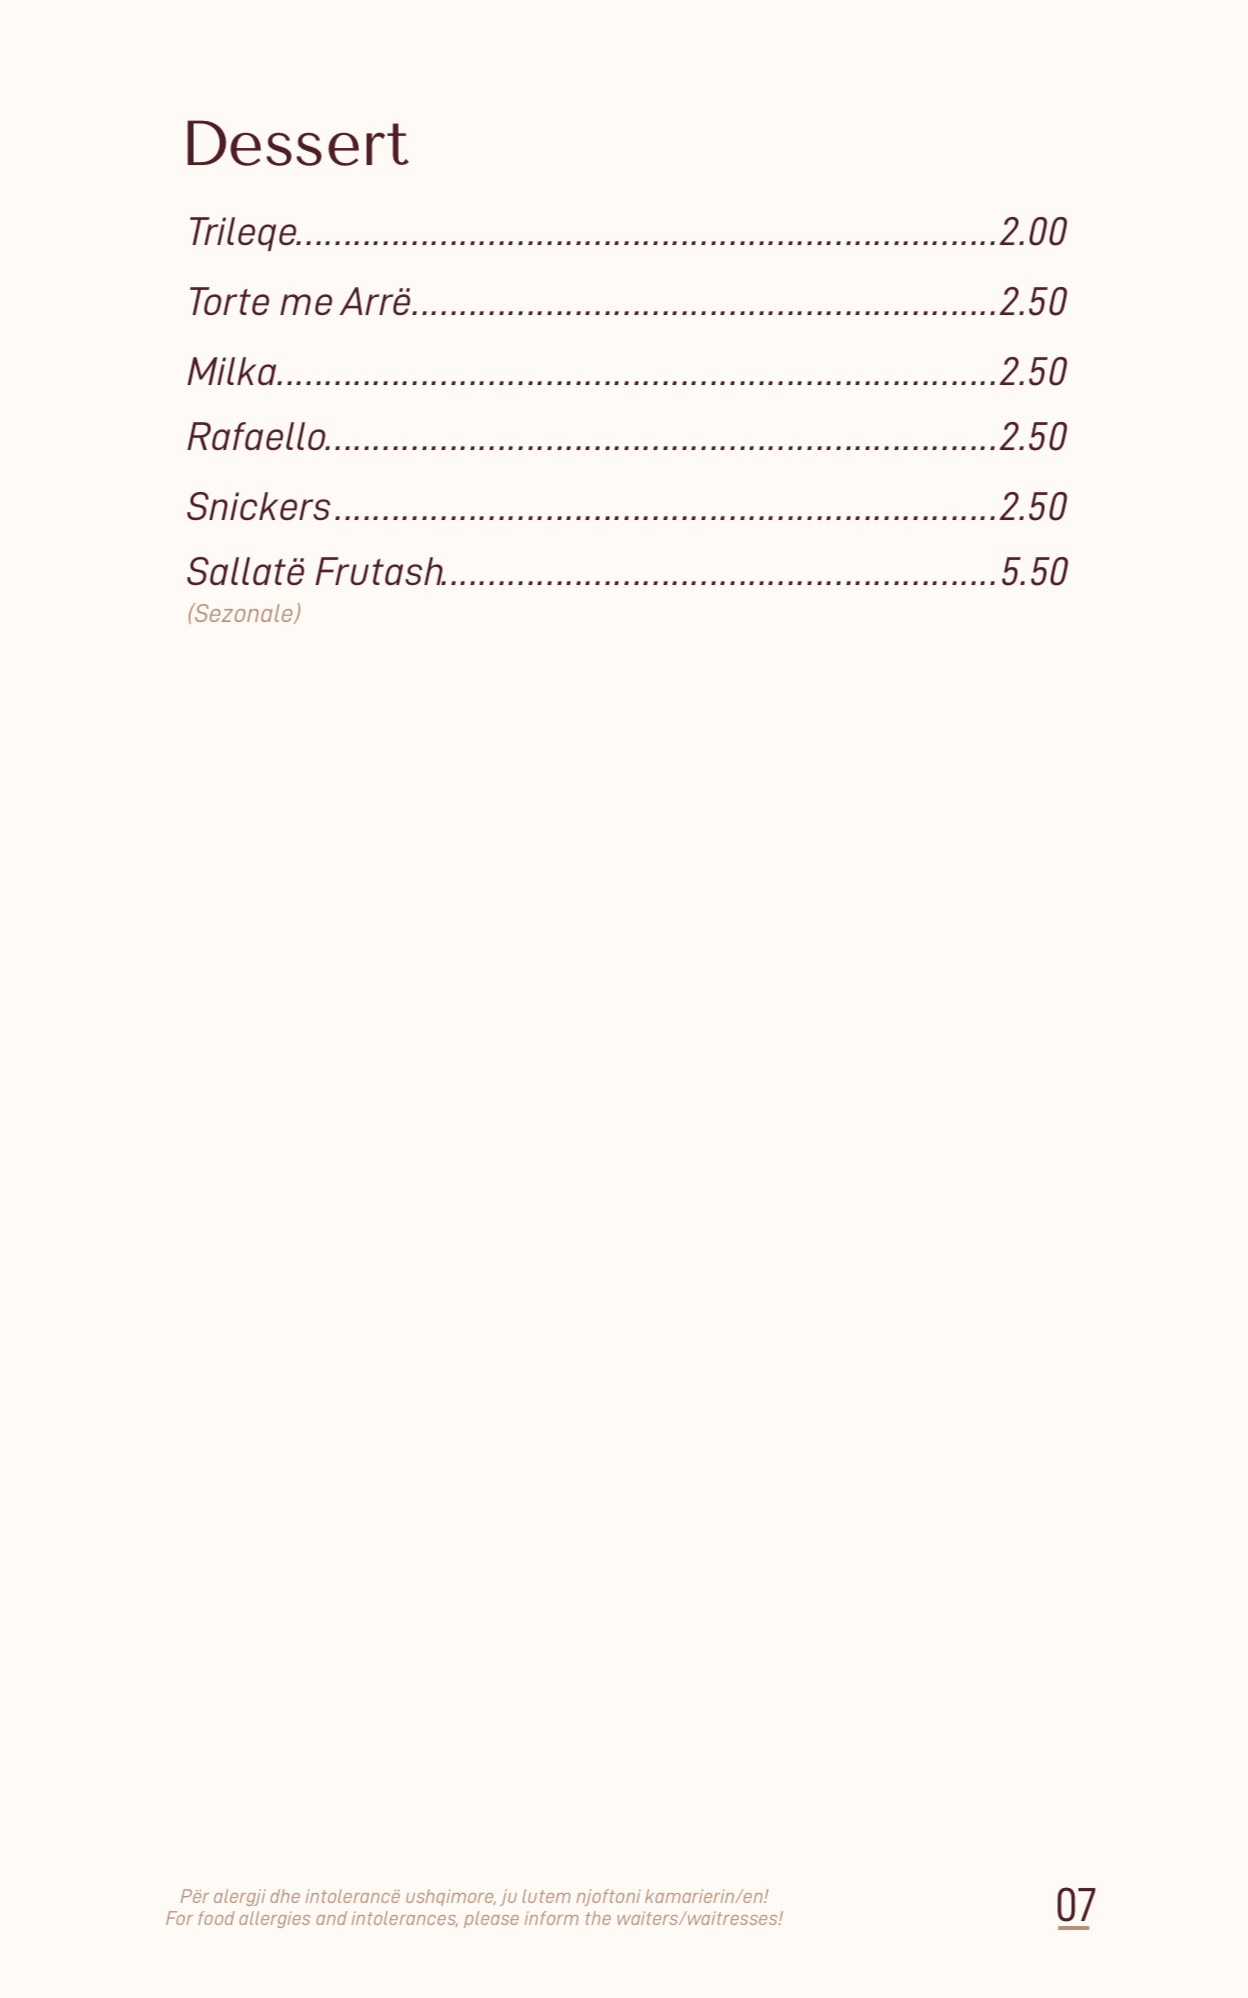 Dessert
Trileqe..........................................................................2.00
Torte me Arrë..............................................................2.50
Milka............................................................................2.50
Rafaello.......................................................................2.50
Snickers.......................................................................2.50
Sallatë Frutash...........................................................5.50
(Sezonale)
Për alergji dhe intolerancë ushqimore, ju lutem njoftoni kamarierin/en!
For food allergies and intolerances, please inform the waiters/waitresses!
07